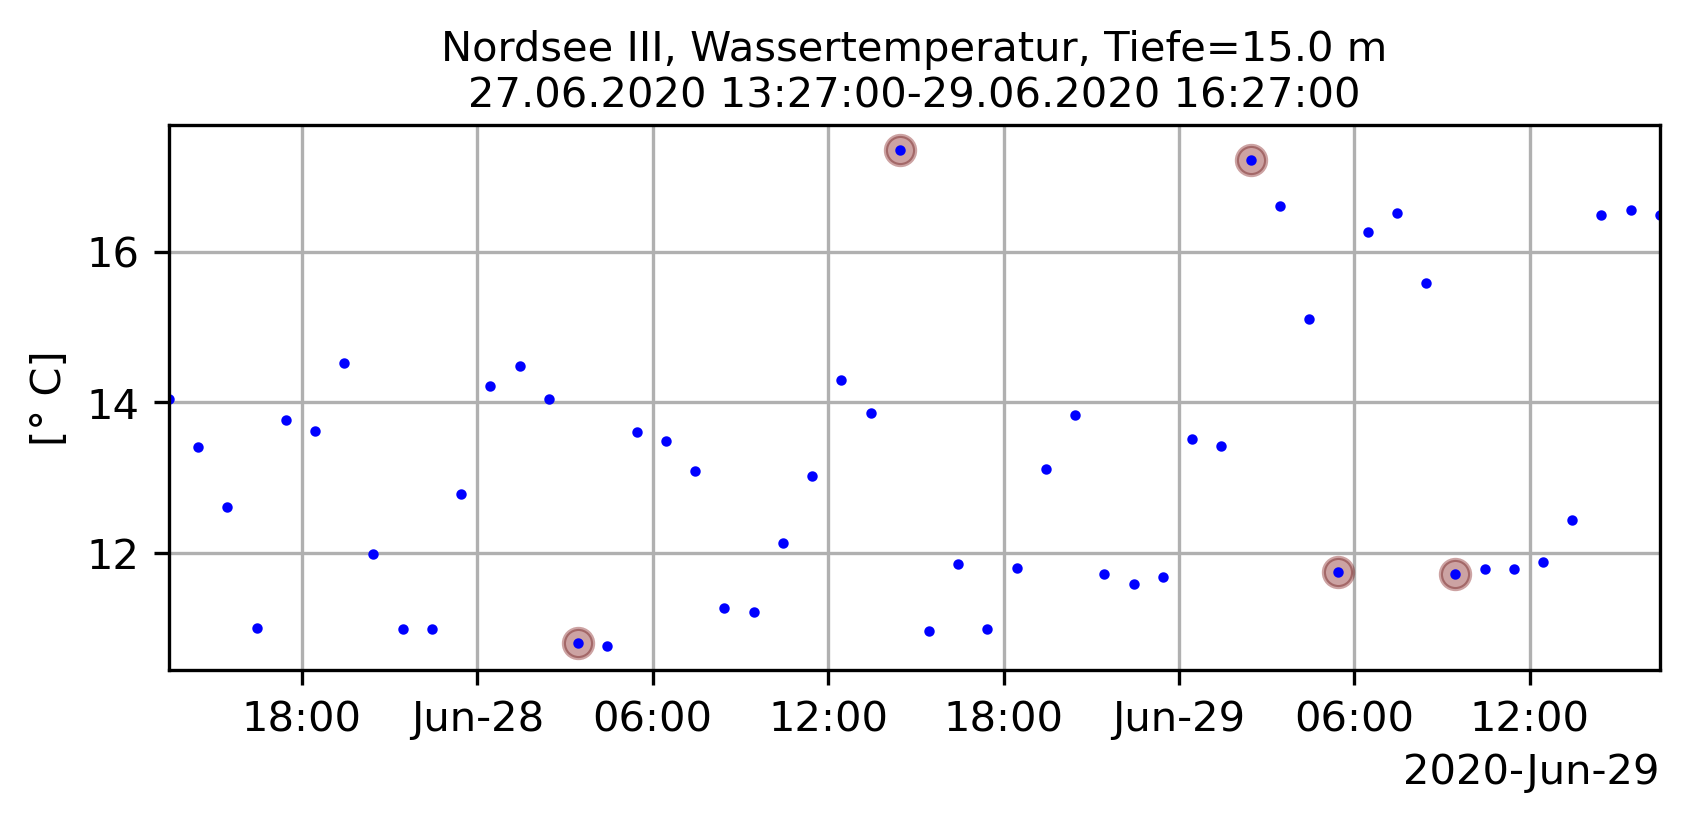 Nordsee III, Wassertemperatur, Tiefe=15.0 m
27.06.2020 13:27:00-29.06.2020 16:27:00
[° C]
16
14
12
18:00 Jun-28 06:00 12:00 18:00 Jun-29 06:00 12:00
2020-Jun-29